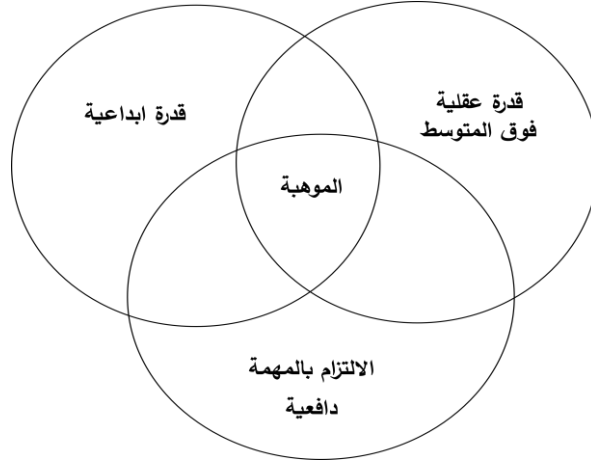 قدرة عقلية
فوق المتوسط
قدرة ابداعية
الموهبة
الالتزام بالمهمة
دافعية